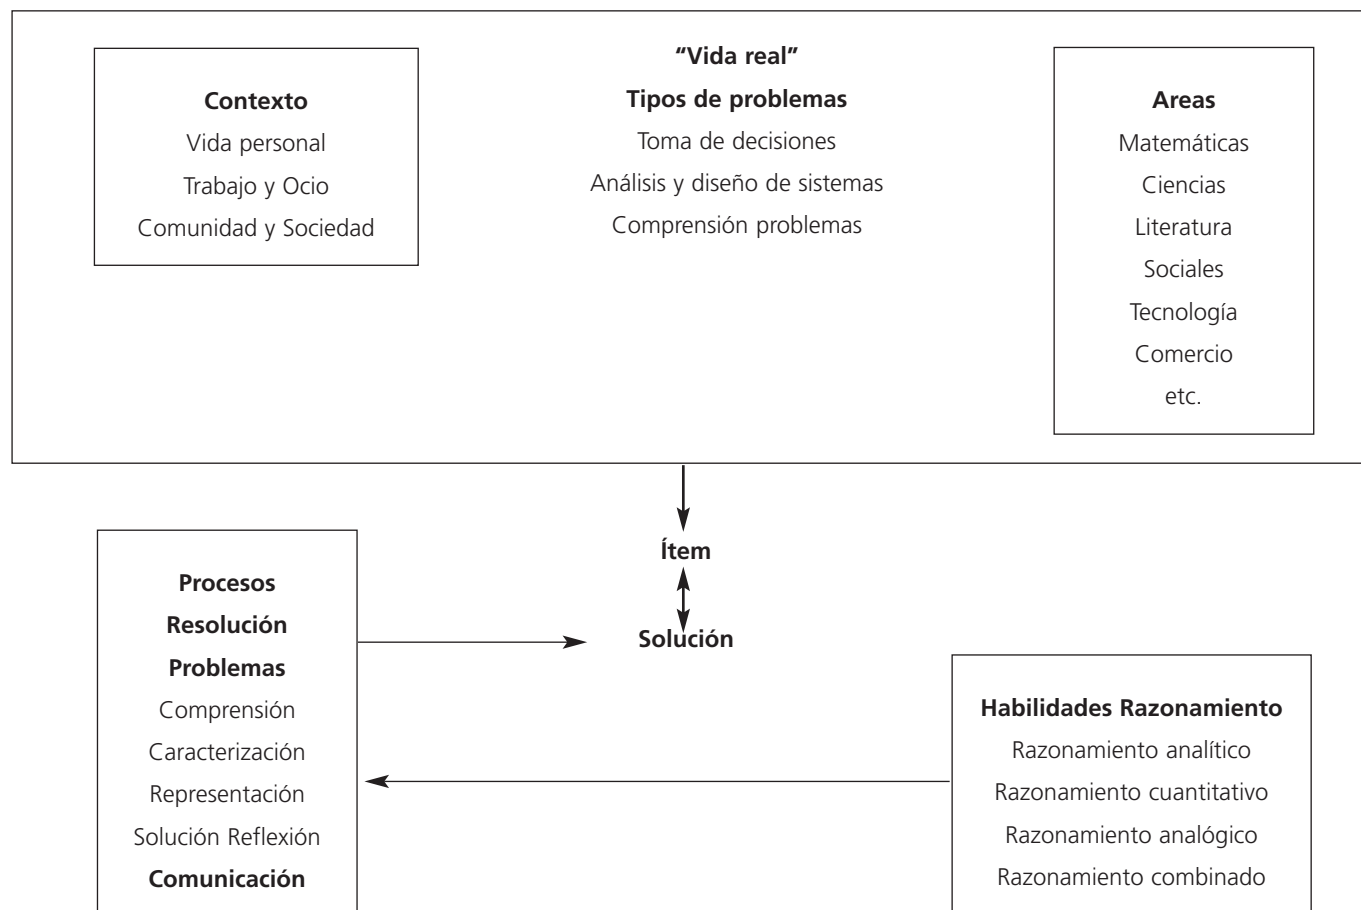 Contexto
Vida personal
Trabajo y Ocio
Comunidad y Sociedad
“Vida real”
Tipos de problemas
Toma de decisiones
Análisis y diseño de sistemas
Comprensión problemas
Areas
Matemáticas
Ciencias
Literatura
Sociales
Tecnología
Comercio
etc.
Ítem
Solución
Procesos
Resolución
Problemas
Comprensión
Caracterización
Representación
Solución Reflexión
Comunicación
Habilidades Razonamiento
Razonamiento analítico
Razonamiento cuantitativo
Razonamiento analógico
Razonamiento combinado